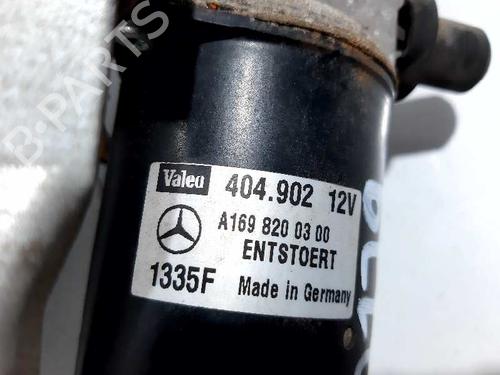 Valeo 404.902 12V
A169 820 03 00
ENTSTOERT
1335F Made in Germany
B-PARTS